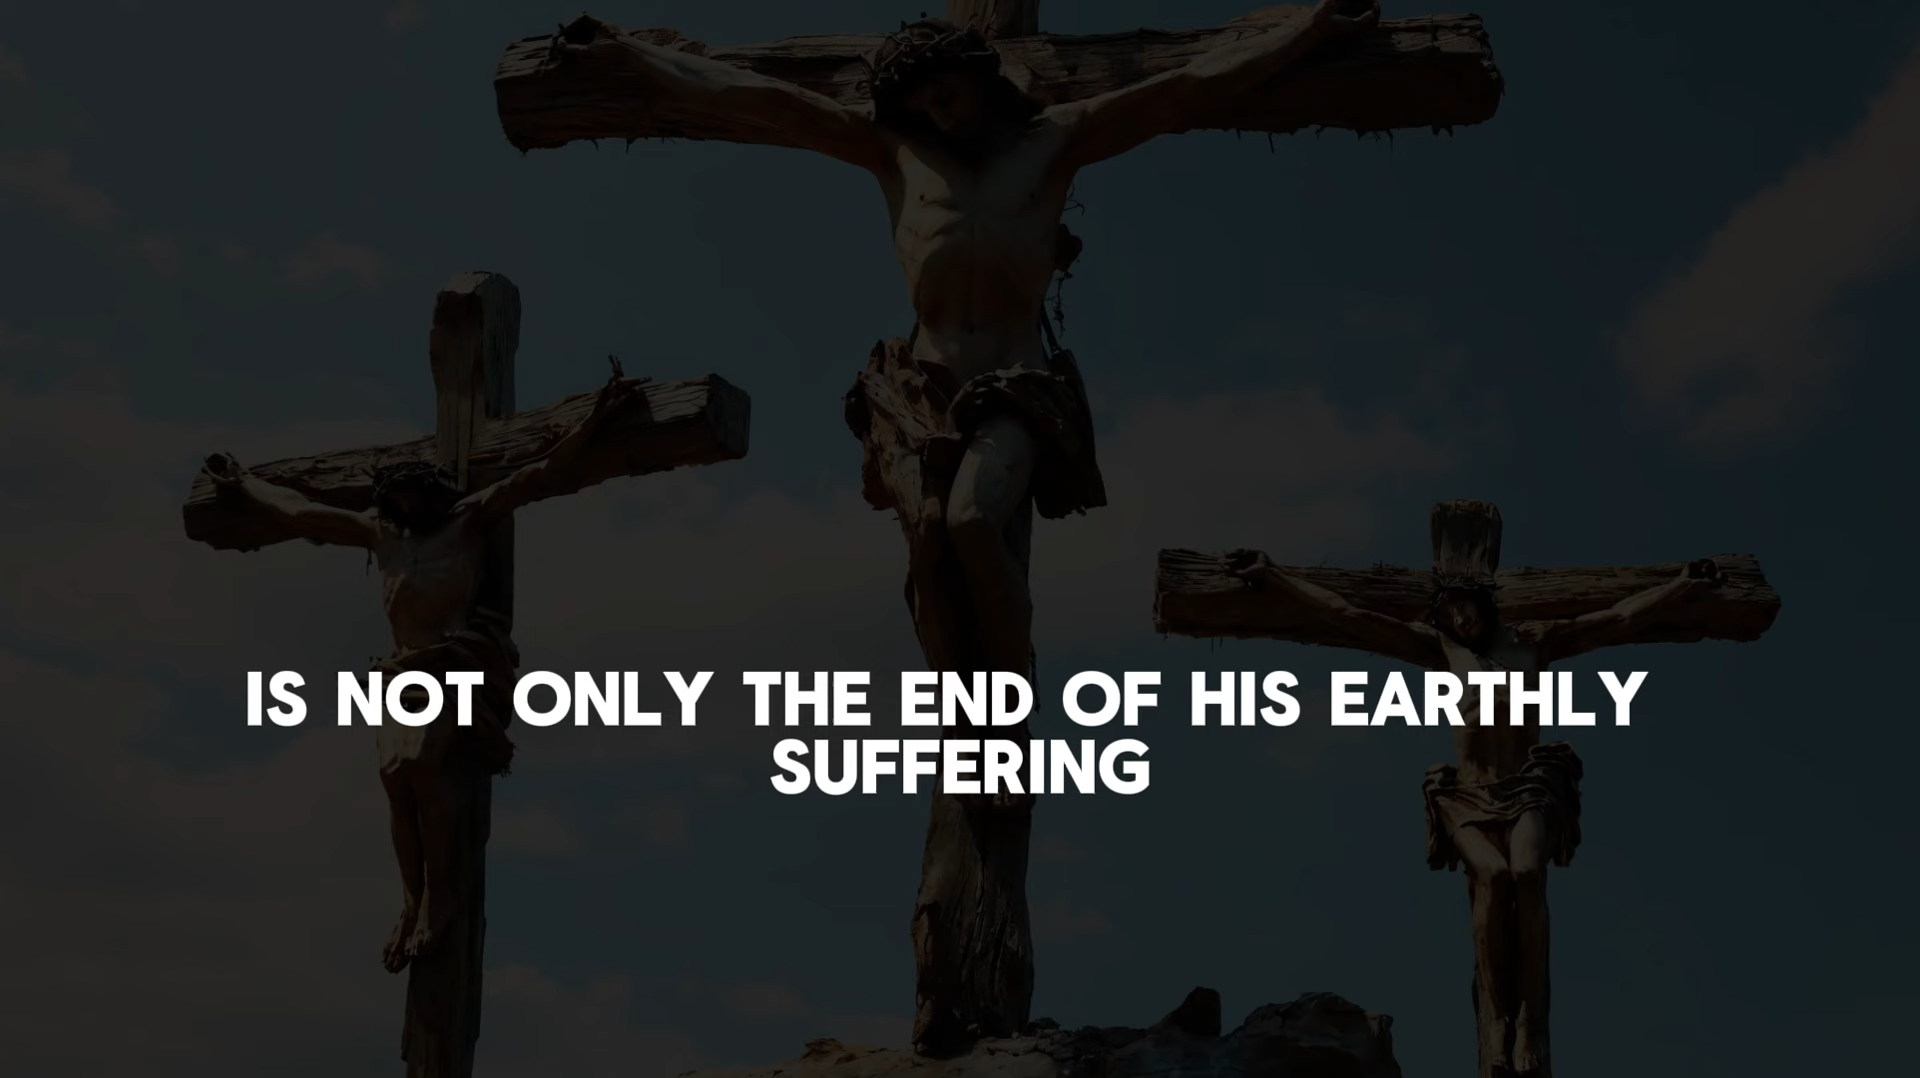 IS NOT ONLY THE END OF HIS EARTHLY
SUFFERING